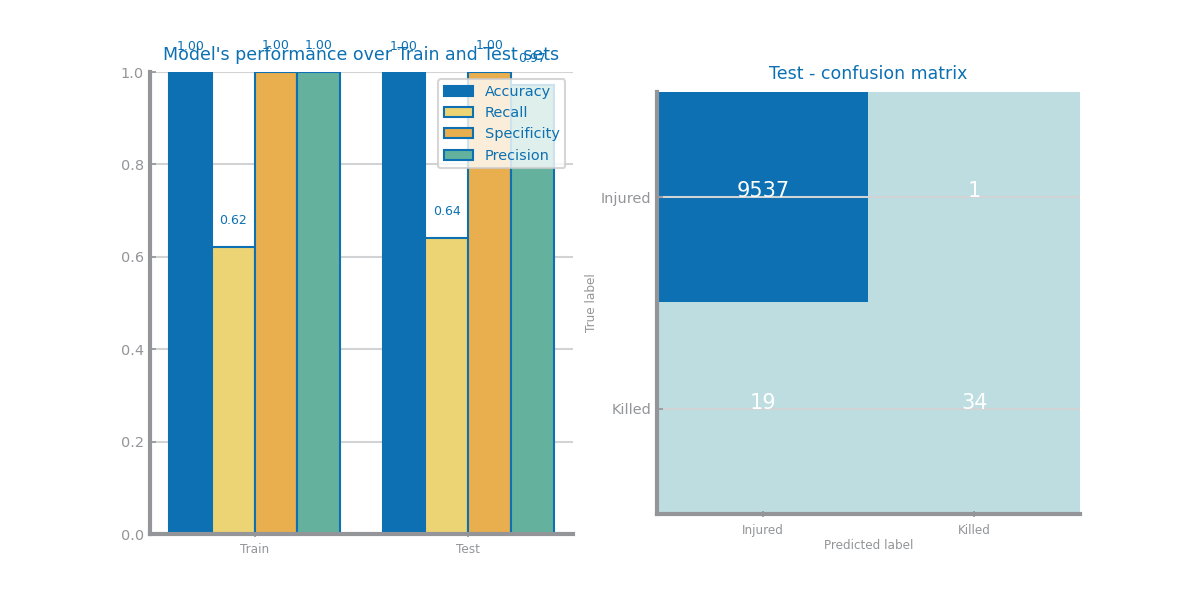 Model's performance over Train and Test sets
1.00
1.00
1.00
1.00
1.00
0.97
0.62
0.64
Accuracy
Recall
Specificity
Precision
1.0
0.8
0.6
0.4
0.2
0.0
Train
Test
Test - confusion matrix
True label
Injured
9537
1
Killed
19
34
Injured
Killed
Predicted label